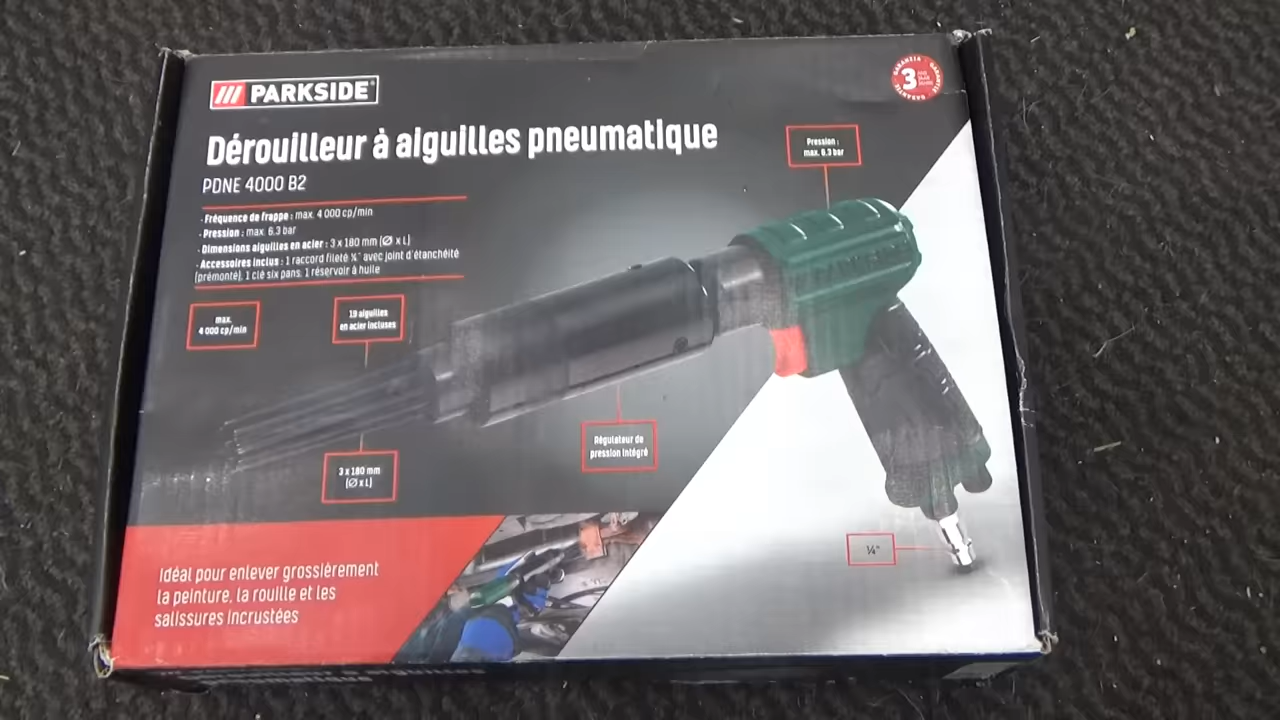 PARKSIDE
GARANZIA
3
GARANTIE
Dérouilleur à aiguilles pneumatique
PDNE 4000 B2
- Fréquence de frappe : max. 4 000 cp/min
- Pression : max. 6.3 bar
- Dimensions aiguilles en acier : 3 x 180 mm (Ø x L)
- Accessoires inclus : 1 raccord fileté ¼" avec joint d'étanchéité
(prémonté), 1 clé six pans, 1 réservoir à huile
Pression :
max. 6.3 bar
max.
4 000 cp/min
19 aiguilles
en acier incluses
PARKSIDE
3 x 180 mm
(Ø x L)
Régulateur de
pression intégré
¼"
Idéal pour enlever grossièrement
la peinture, la rouille et les
salissures incrustées